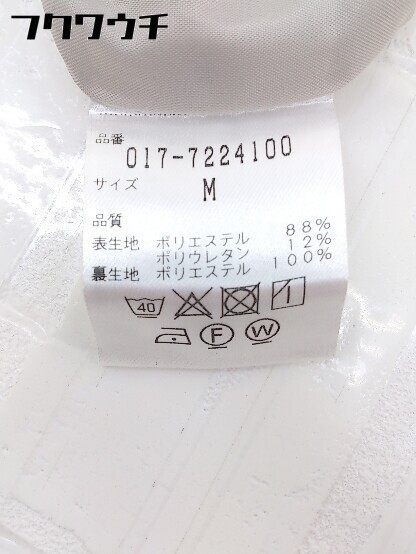 フクワウチ
品番
017-7224100
サイズ
M
品質
表生地 ポリエステル 88%
ポリウレタン 12%
裏生地 ポリエステル 100%
40
F W